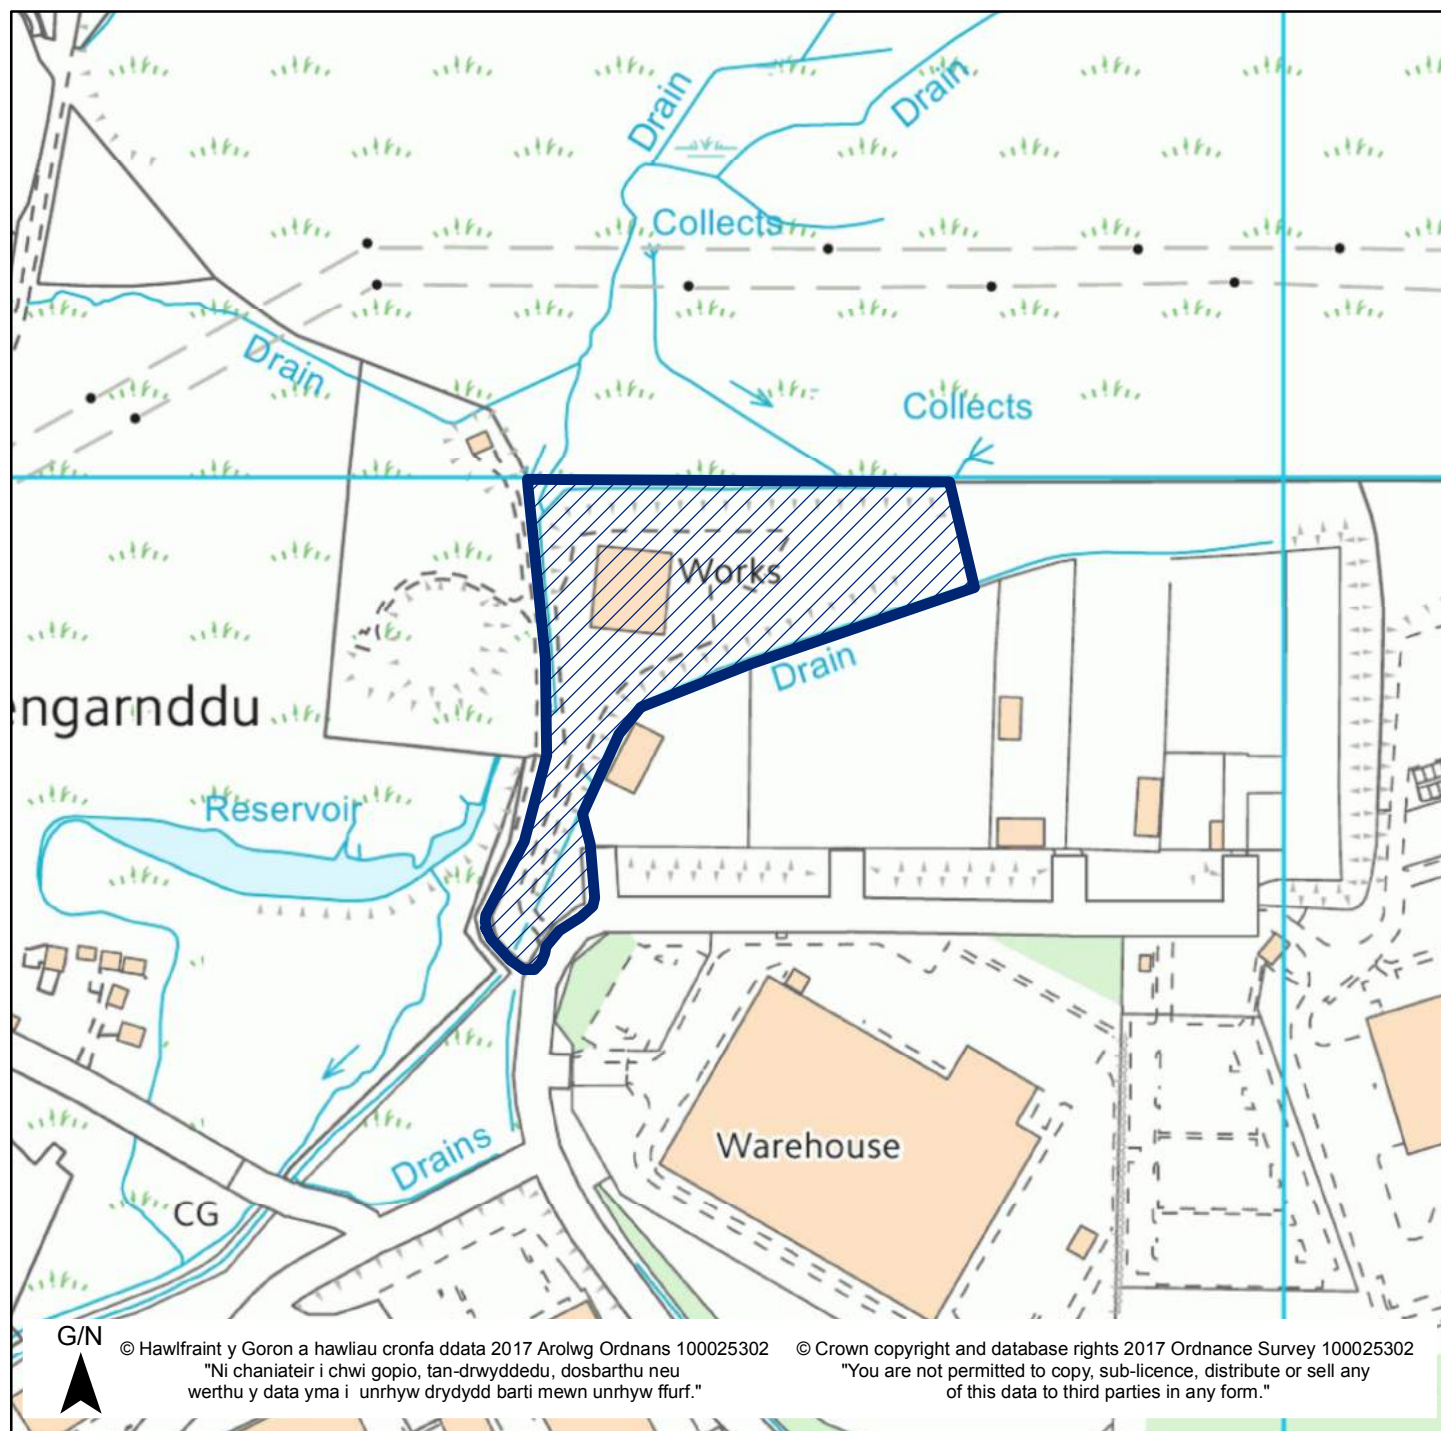 Drain
Drain
Collects
Drain
Collects
Works
Drain
engarnddu
Reservoir
Warehouse
Drains
CG
G/N
© Hawlfraint y Goron a hawliau cronfa ddata 2017 Arolwg Ordnans 100025302
"Ni chaniateir i chwi gopio, tan-drwyddedu, dosbarthu neu
werthu y data yma i unrhyw drydydd barti mewn unrhyw ffurf."
© Crown copyright and database rights 2017 Ordnance Survey 100025302
"You are not permitted to copy, sub-licence, distribute or sell any
of this data to third parties in any form."